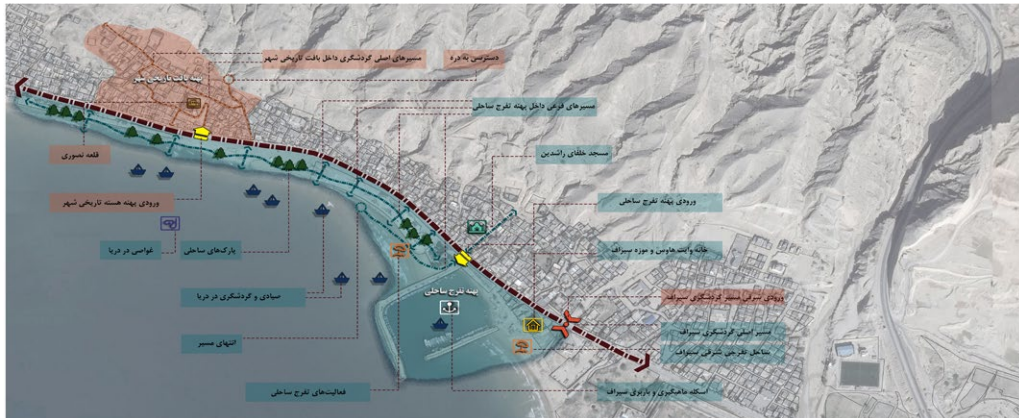 مسیرهای اصلی گردشگری داخل بافت تاریخی شهر
دسترسی به دره
پهنه بافت تاریخی شهر
مسیرهای فرعی داخل پهنه تفرج ساحلی
قلعه نصوری
مسجد خلفای راشدین
ورودی پهنه هسته تاریخی شهر
ورودی پهنه تفرج ساحلی
غواصی در دریا
پارک‌های ساحلی
خانه وایت هاوس و موزه سیراف
صیادی و گردشگری در دریا
پهنه تفرج ساحلی
ورودی شرقی مسیر گردشگری سیراف
مسیر اصلی گردشگری سیراف
انتهای مسیر
ساحل تفرجی شرقی سیراف
فعالیت‌های تفرج ساحلی
اسکله ماهیگیری و باربری سیراف